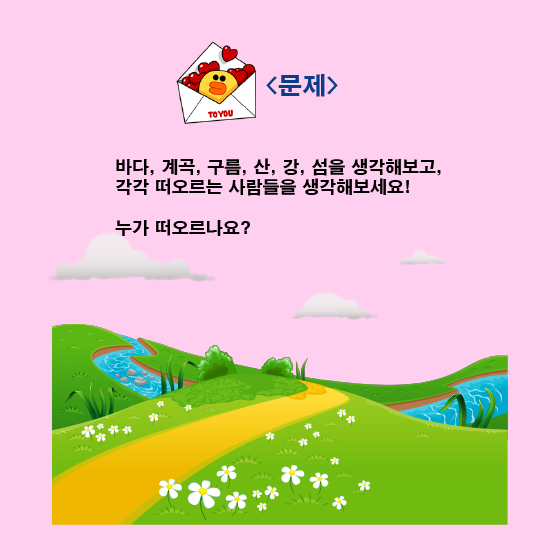 TO YOU
<문제>
바다, 계곡, 구름, 산, 강, 섬을 생각해보고,
각각 떠오르는 사람들을 생각해보세요!
누가 떠오르나요?